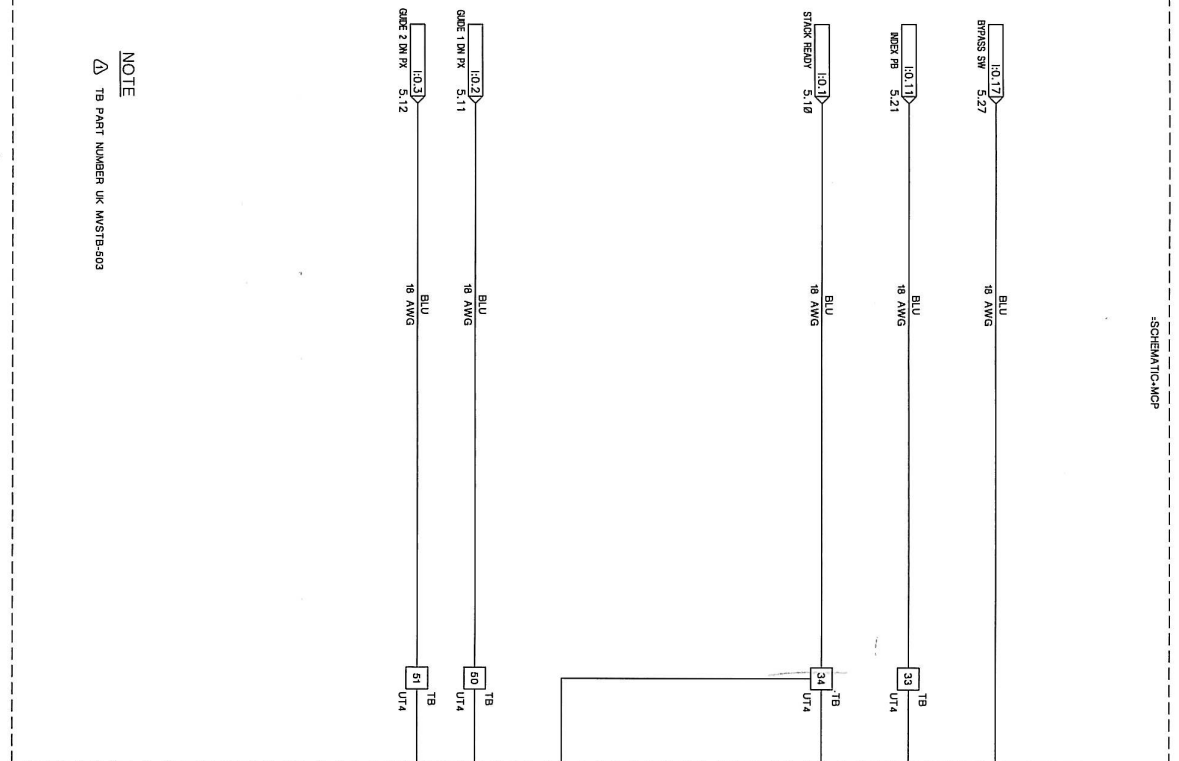 =SCHEMATIC+MCP
I:0.17 BLU
BYPASS SW 5.27 18 AWG
TB
I:0.11 BLU 33
INDEX PB 5.21 18 AWG UT4
TB
I:0.1 BLU 34
STACK READY 5.10 18 AWG UT4
TB
I:0.2 BLU 50
GUIDE 1 DN PX 5.11 18 AWG UT4
TB
I:0.3 BLU 51
GUIDE 2 DN PX 5.12 18 AWG UT4
NOTE
1 TB PART NUMBER UK MVSTB-503